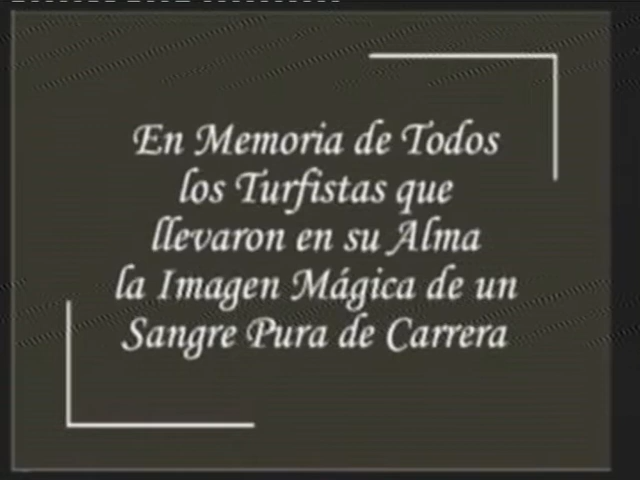 En Memoria de Todos
los Turfistas que
llevaron en su Alma
la Imagen Mágica de un
Sangre Pura de Carrera